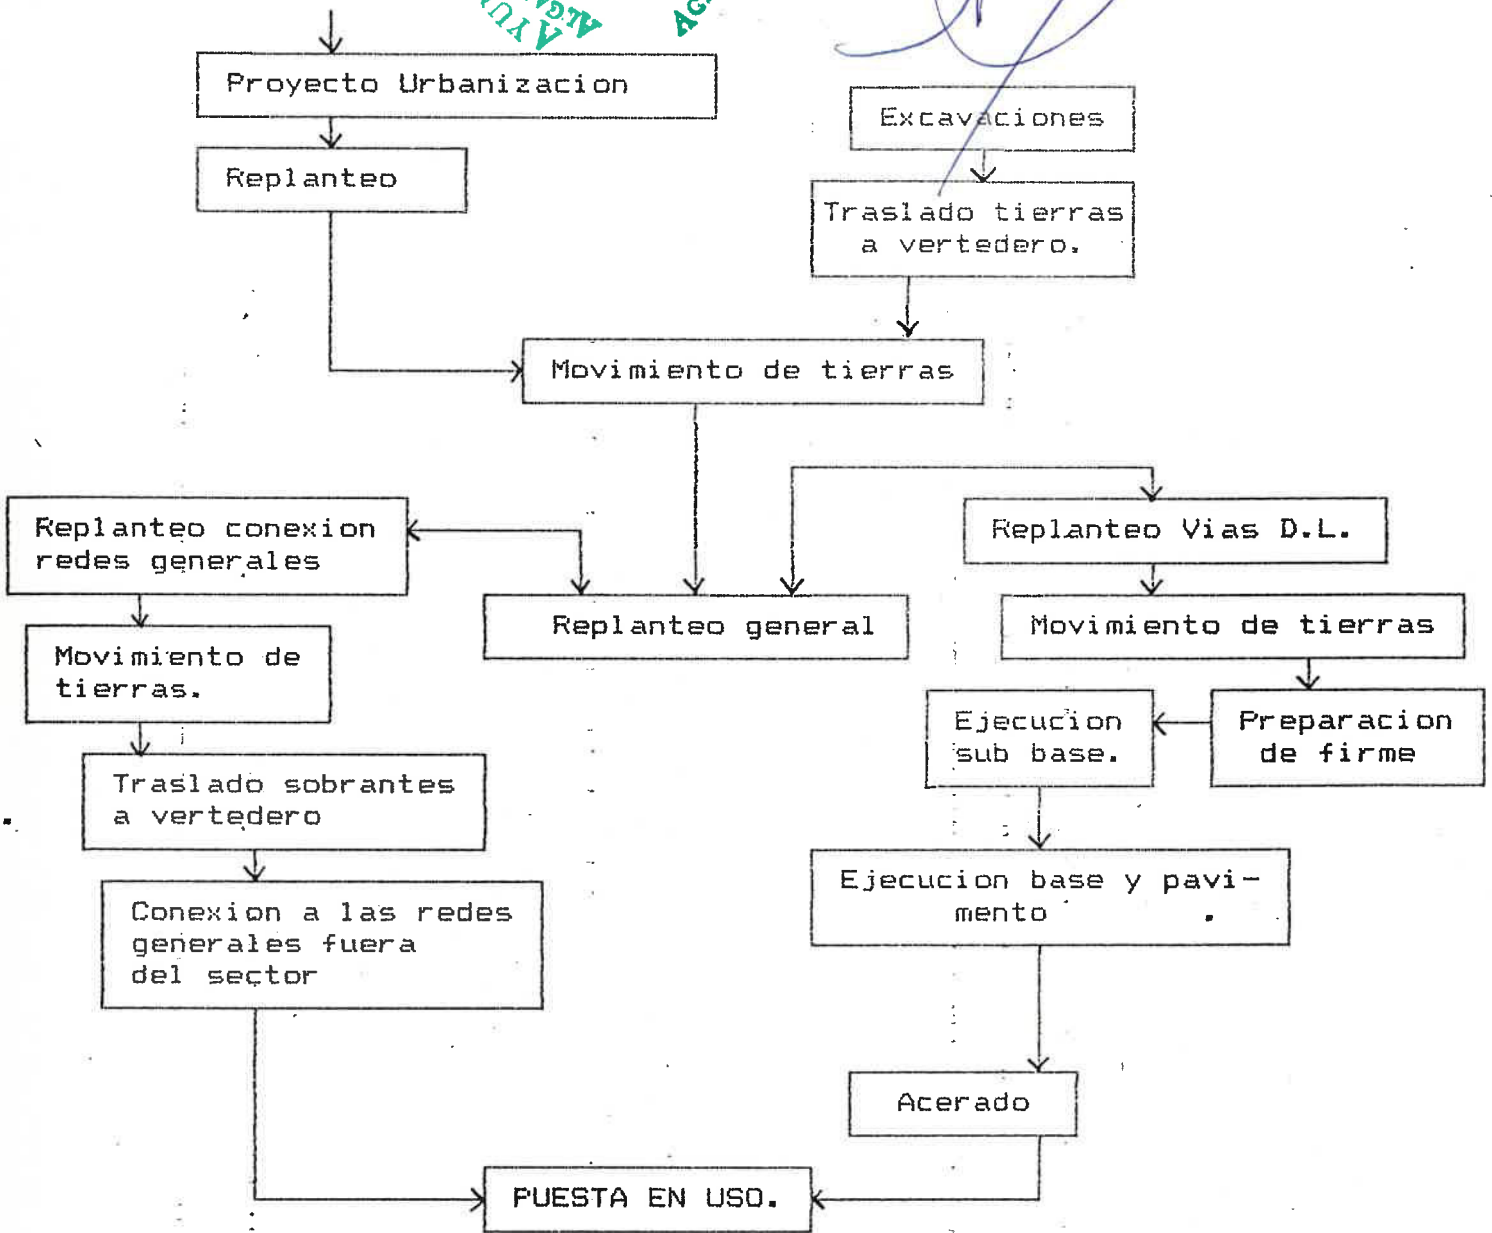 Proyecto Urbanizacion
Replanteo
Excavaciones
Traslado tierras
a vertedero.
Movimiento de tierras
Replanteo conexion
redes generales
Replanteo Vias D.L.
Replanteo general
Movimiento de tierras
Movimiento de
tierras.
Ejecucion
sub base.
Preparacion
de firme
Traslado sobrantes
a vertedero
Ejecucion base y pavi-
mento
Conexion a las redes
generales fuera
del sector
Acerado
PUESTA EN USO.